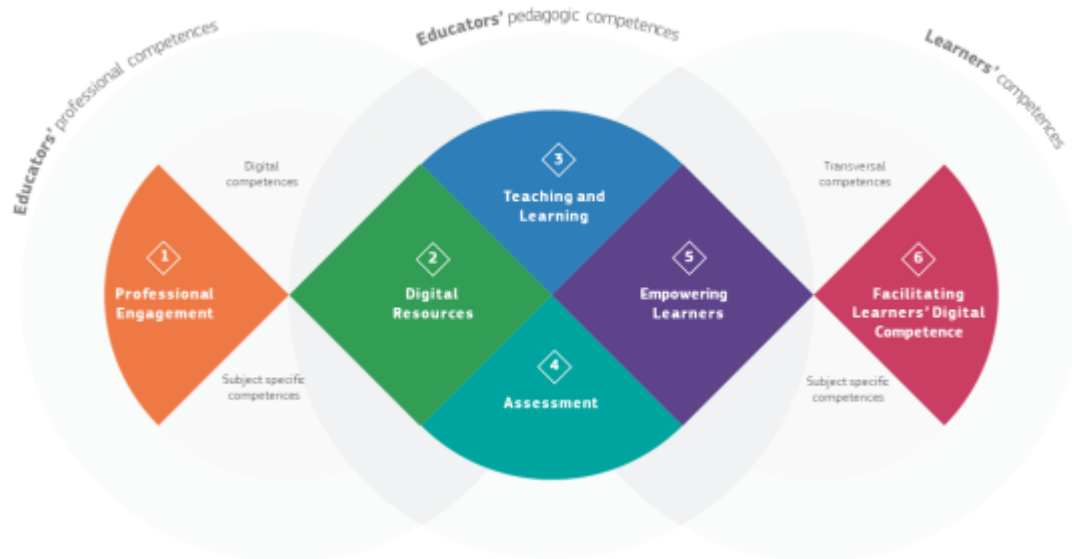 Educators' professional competences
Educators' pedagogic competences
Learners' competences
Digital
competences
Subject specific
competences
1
Professional
Engagement
2
Digital
Resources
3
Teaching and
Learning
4
Assessment
5
Empowering
Learners
Transversal
competences
Subject specific
competences
6
Facilitating
Learners' Digital
Competence